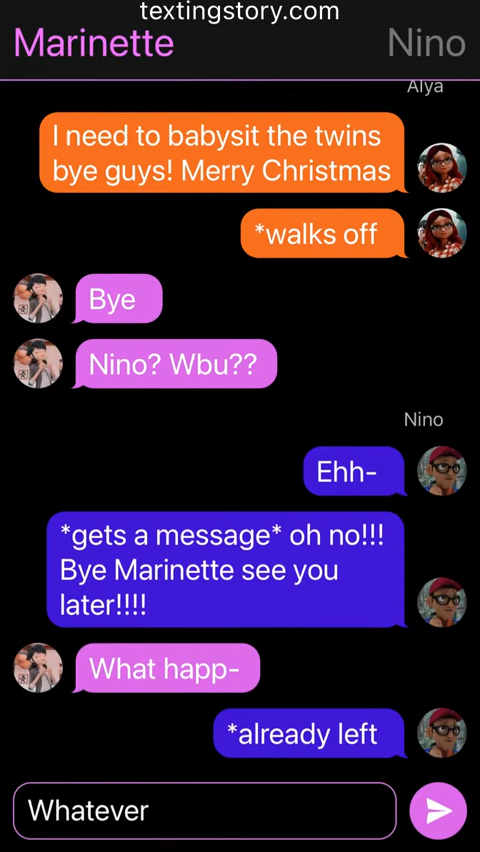 textingstory.com
Marinette
Nino
Alya
I need to babysit the twins
bye guys! Merry Christmas
*walks off
Bye
Nino? Wbu??
Nino
Ehh-
*gets a message* oh no!!!
Bye Marinette see you
later!!!!
What happ-
*already left
Whatever